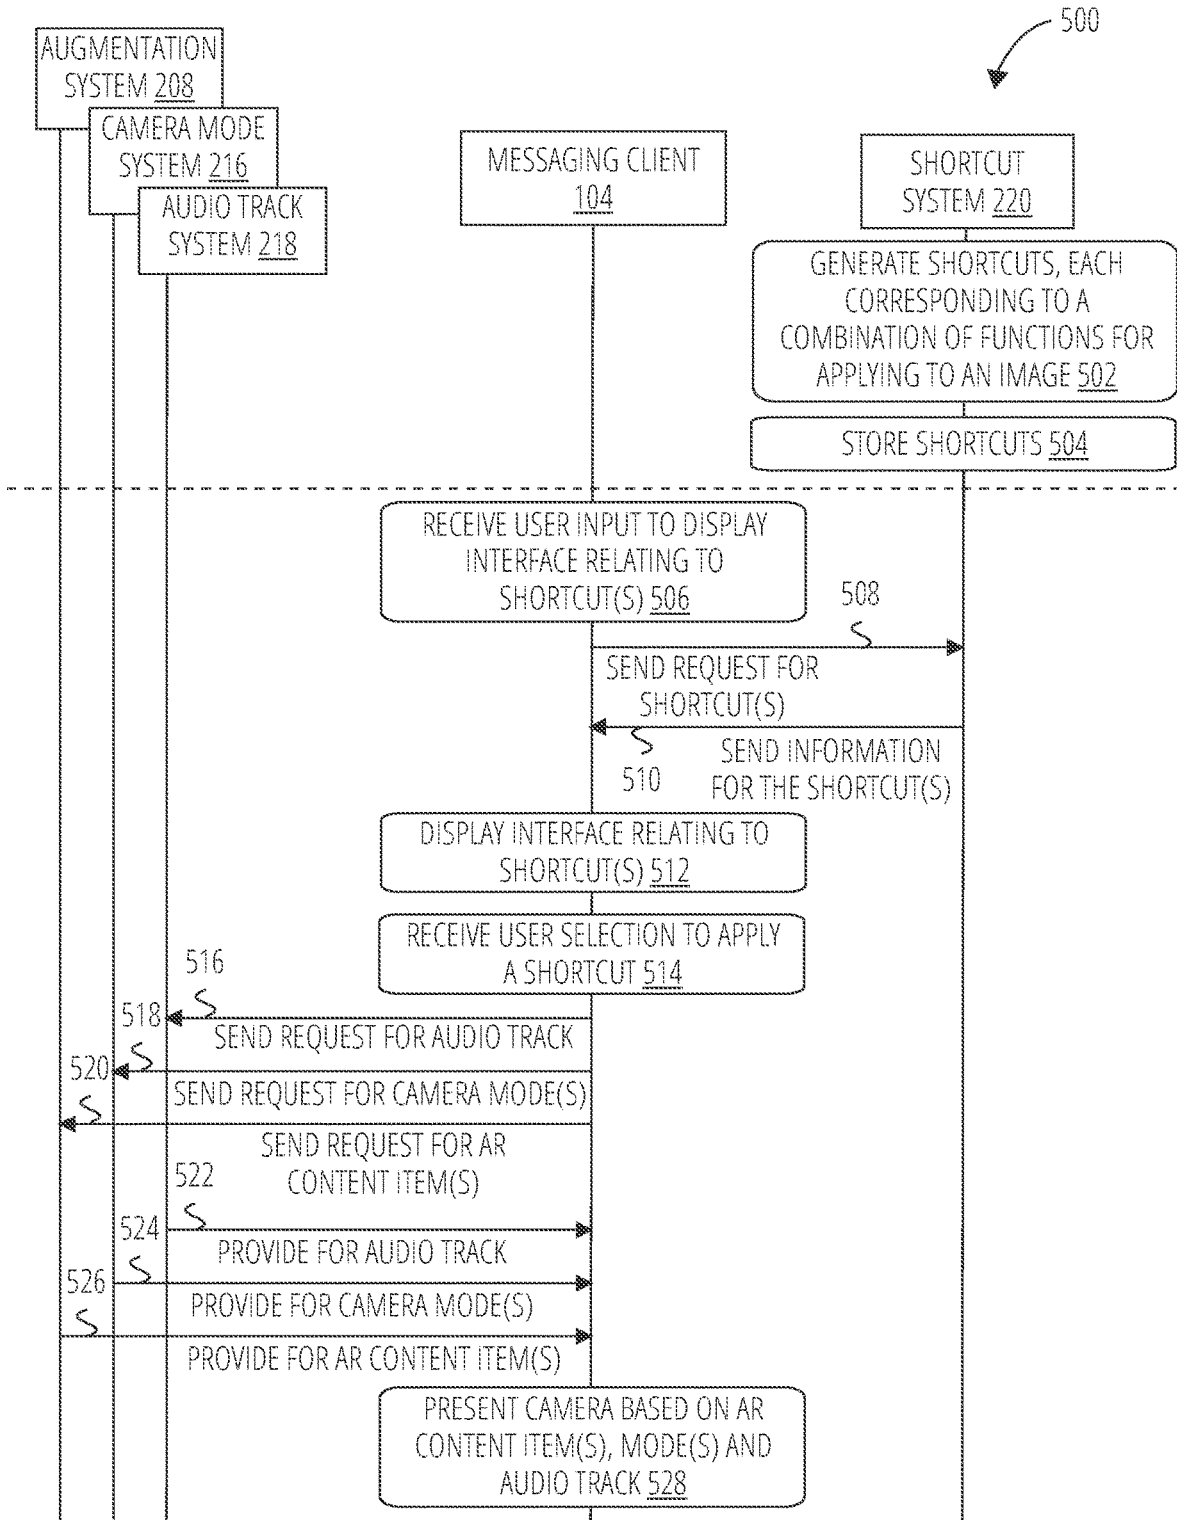 500
AUGMENTATION
SYSTEM 208
CAMERA MODE
SYSTEM 216
AUDIO TRACK
SYSTEM 218
MESSAGING CLIENT
104
SHORTCUT
SYSTEM 220
GENERATE SHORTCUTS, EACH
CORRESPONDING TO A
COMBINATION OF FUNCTIONS FOR
APPLYING TO AN IMAGE 502
STORE SHORTCUTS 504
RECEIVE USER INPUT TO DISPLAY
INTERFACE RELATING TO
SHORTCUT(S) 506
508
SEND REQUEST FOR
SHORTCUT(S)
510
SEND INFORMATION
FOR THE SHORTCUT(S)
DISPLAY INTERFACE RELATING TO
SHORTCUT(S) 512
RECEIVE USER SELECTION TO APPLY
A SHORTCUT 514
516
SEND REQUEST FOR AUDIO TRACK
518
SEND REQUEST FOR CAMERA MODE(S)
520
SEND REQUEST FOR AR
CONTENT ITEM(S)
522
PROVIDE FOR AUDIO TRACK
524
PROVIDE FOR CAMERA MODE(S)
526
PROVIDE FOR AR CONTENT ITEM(S)
PRESENT CAMERA BASED ON AR
CONTENT ITEM(S), MODE(S) AND
AUDIO TRACK 528